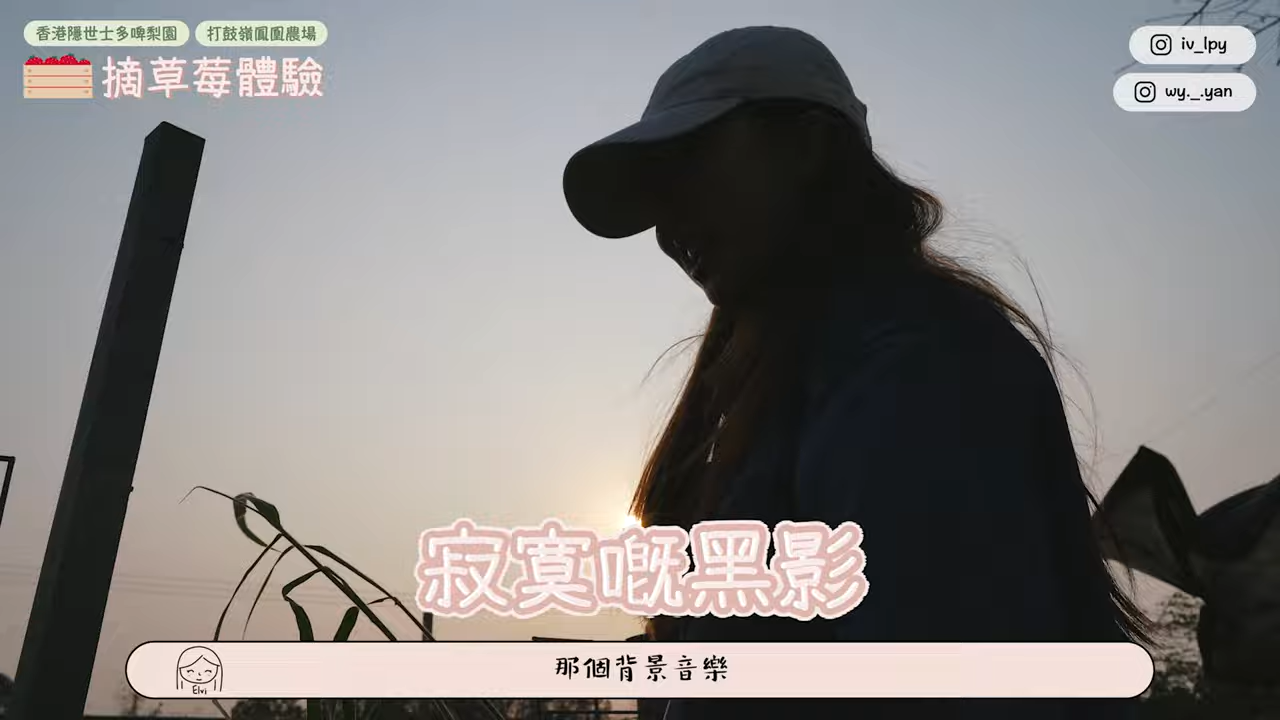 香港隱世士多啤梨園
打鼓嶺鳳凰農場
摘草莓體驗
iv_lpy
wy._.yan
寂寞嘅黑影
Elvi
那個背景音樂